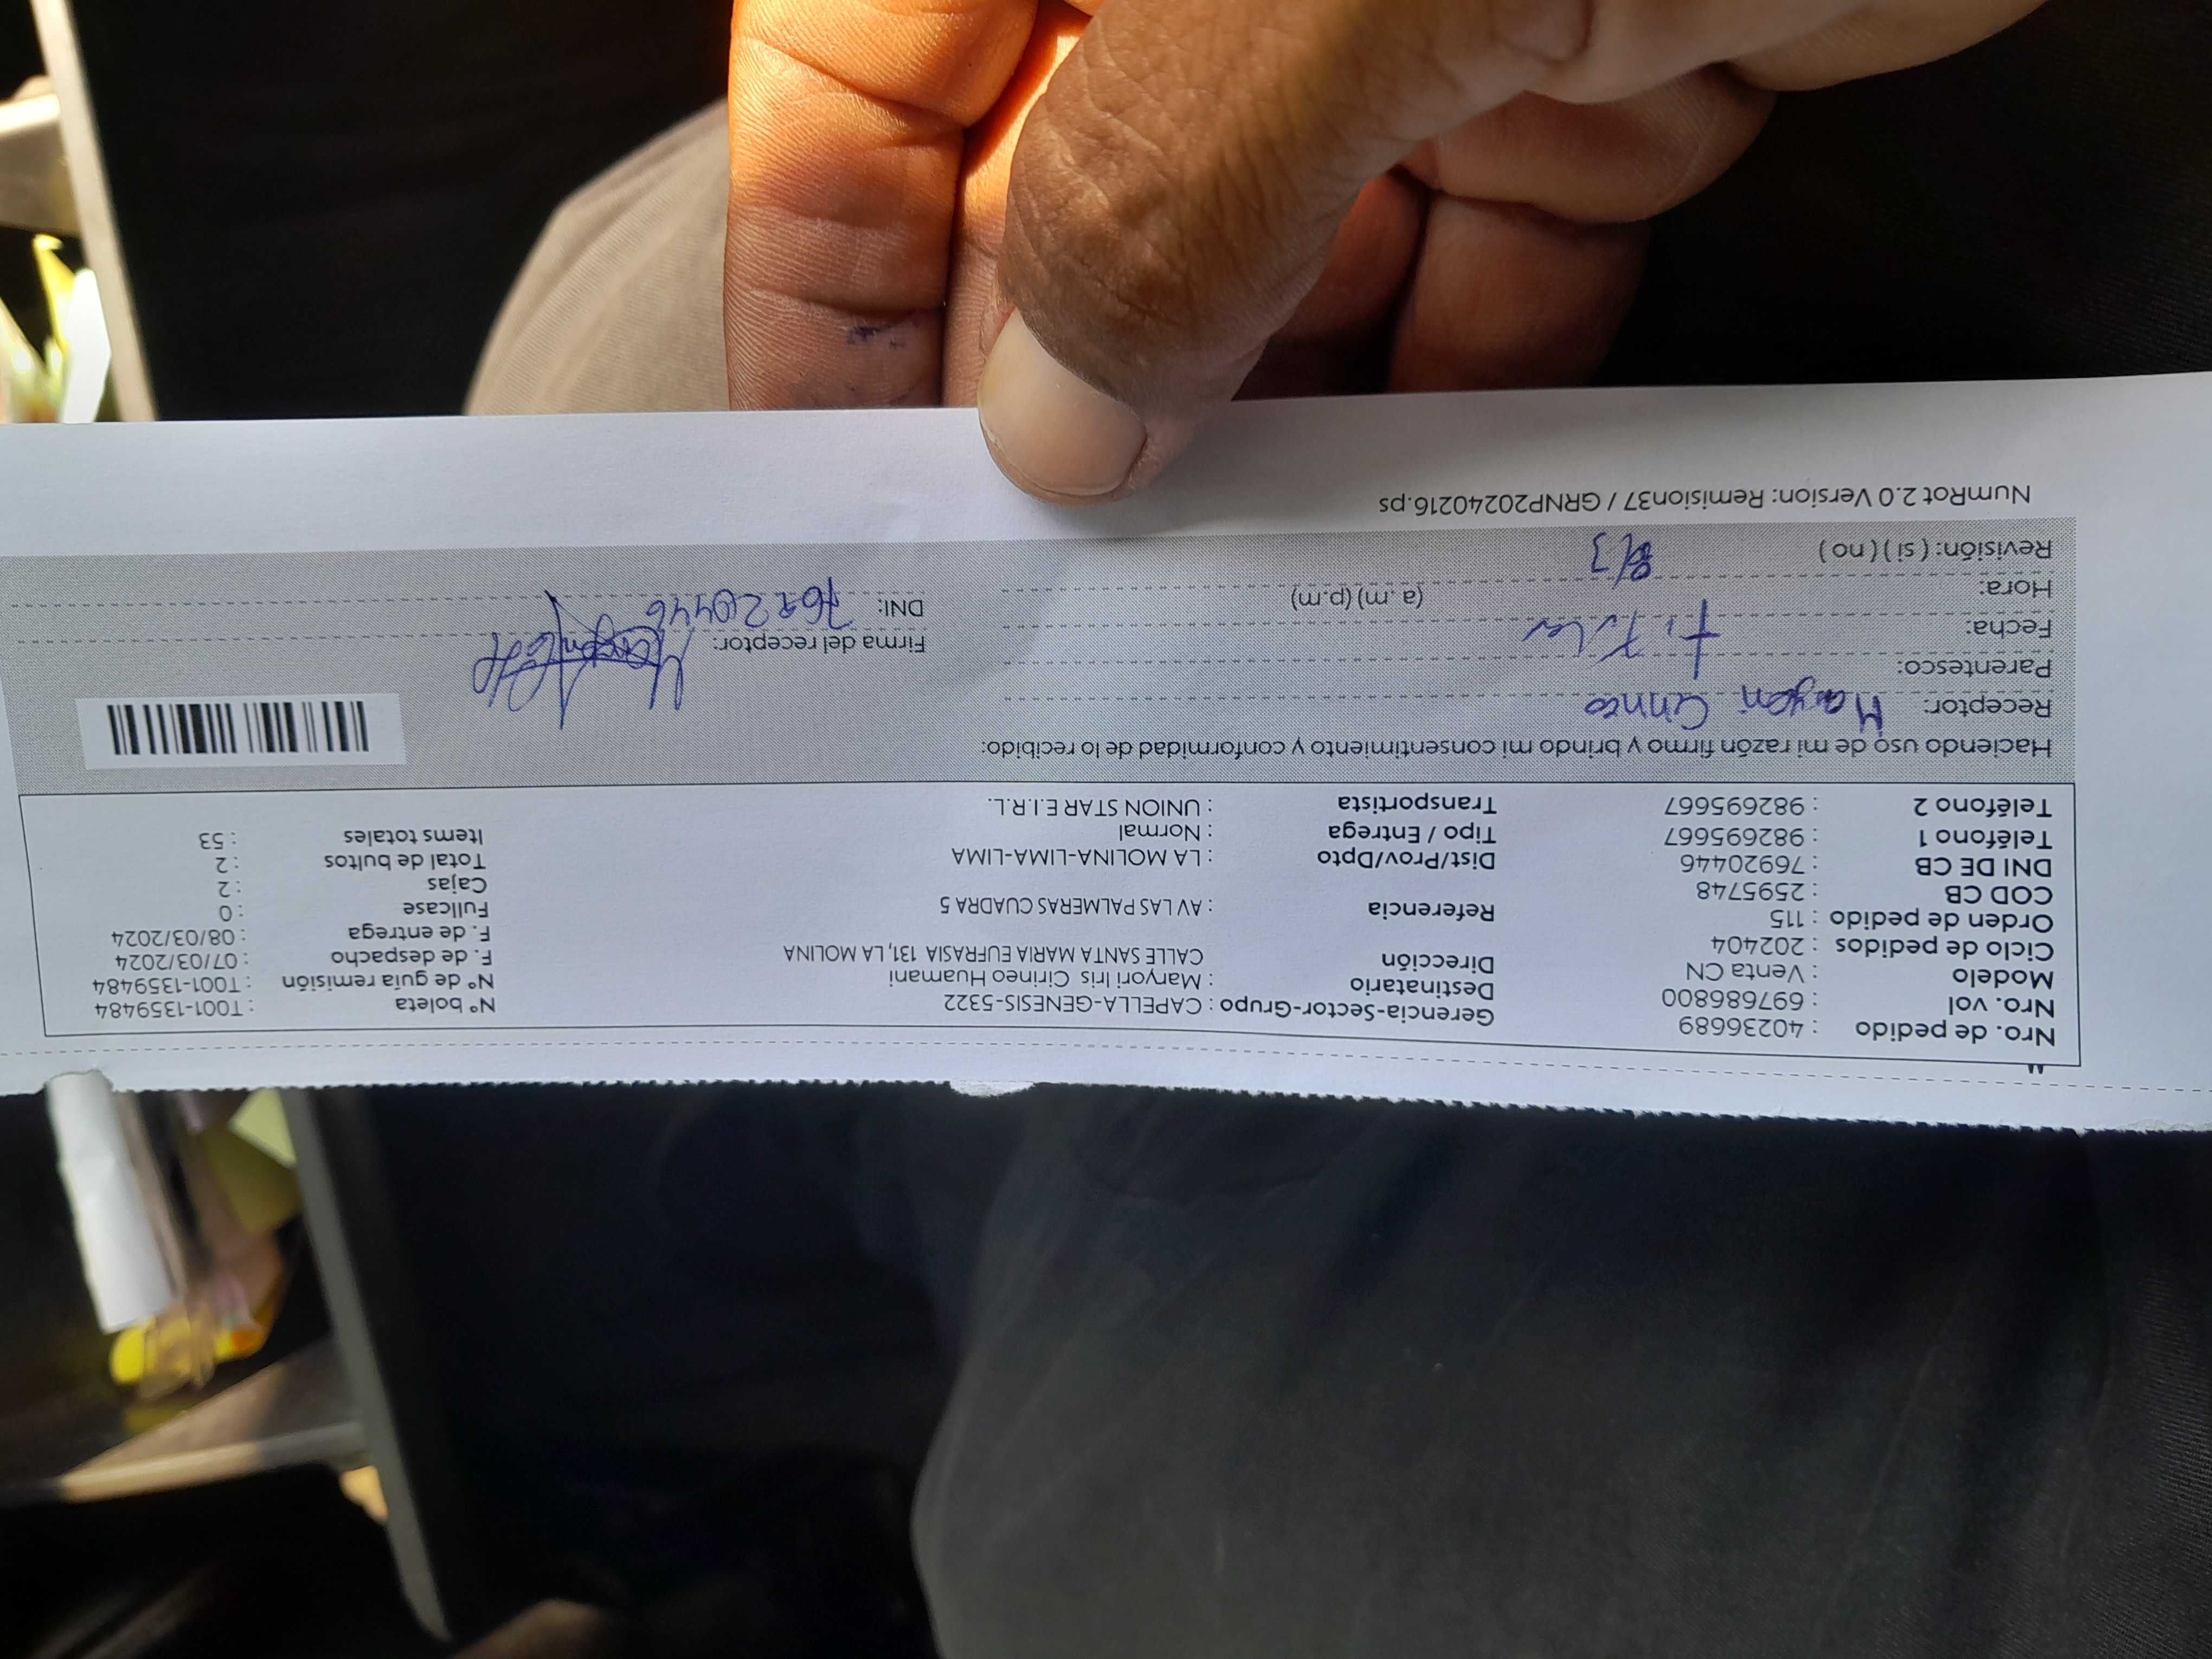 Nro. de pedido : 40236689 Gerencia-Sector-Grupo : CAPELLA-GENESIS-5322 N° boleta : T001-1359484
Nro. vol : 697686800 Destinatario : Maryori Iris Cirineo Huamani N° de guía remisión : T001-1359484
Modelo : Venta CN Dirección CALLE SANTA MARIA EUFRASIA 131, LA MOLINA F. de despacho : 07/03/2024
Ciclo de pedidos : 202404 F. de entrega : 08/03/2024
Orden de pedido : 115 Referencia : AV LAS PALMERAS CUADRA 5 Fullcase : 0
COD CB : 2595748 Cajas : 2
DNI DE CB : 76920446 Dist/Prov/Dpto : LA MOLINA-LIMA-LIMA Total de bultos : 2
Teléfono 1 : 982695667 Tipo / Entrega : Normal Items totales : 53
Teléfono 2 : 982695667 Transportista : UNION STAR E.I.R.L.
Haciendo uso de mi razón firmo y brindo mi consentimiento y conformidad de lo recibido:
Receptor: Maryori
Parentesco: Firma del receptor:
Fecha: DNI: 76920446
Hora: (a.m) (p.m)
Revisión: ( si ) ( no ) 8/3
NumRot 2.0 Version: Remision37 / GRNP20240216.ps